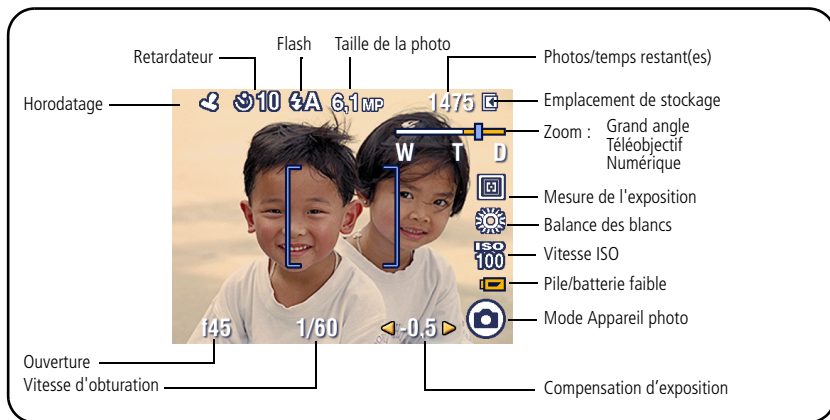 Flash
Taille de la photo
Retardateur
Photos/temps restant(es)
Horodatage
10
A
6,1 MP
1475
Emplacement de stockage
Zoom :
Grand angle
Téléobjectif
Numérique
W T D
Mesure de l'exposition
Balance des blancs
ISO
100
Vitesse ISO
Pile/batterie faible
Mode Appareil photo
f45
1/60
-0,5
Ouverture
Vitesse d'obturation
Compensation d’exposition